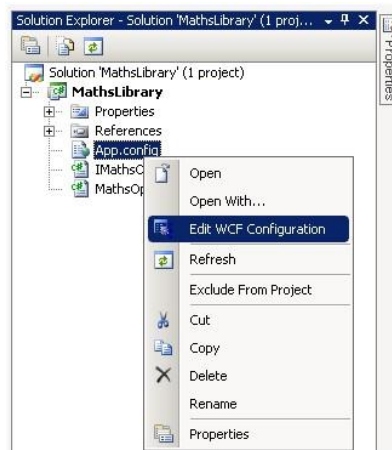 Solution Explorer - Solution 'MathsLibrary' (1 proj...
Properties
Solution 'MathsLibrary' (1 project)
MathsLibrary
Properties
References
App.config
IMathsO
MathsOp
Open
Open With...
Edit WCF Configuration
Refresh
Exclude From Project
Cut
Copy
Delete
Rename
Properties